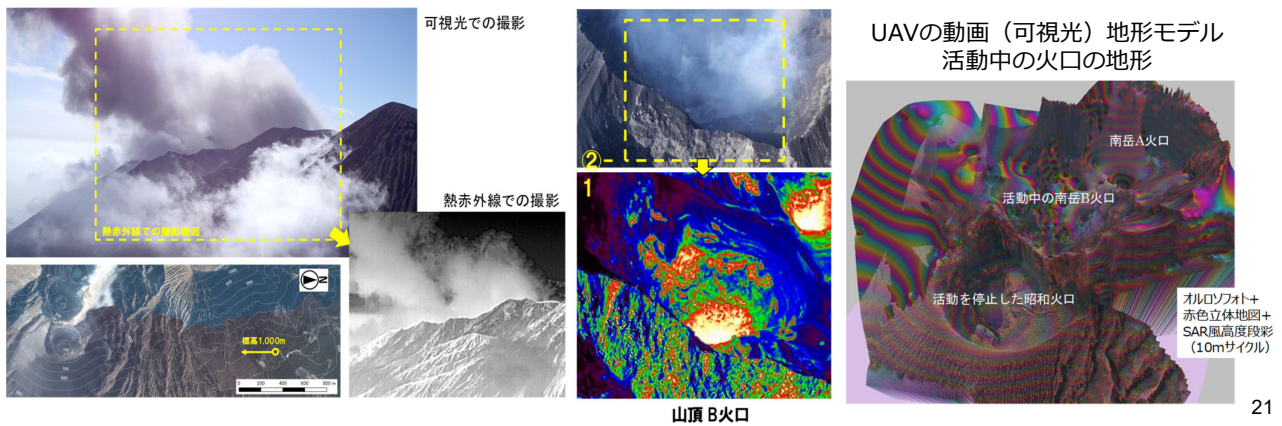 可視光での撮影
熱赤外線での撮影範囲
熱赤外線での撮影
N
標高1,000m
0 200 400 600 800 m
②
1
山頂 B火口
UAVの動画（可視光）地形モデル
活動中の火口の地形
南岳A火口
活動中の南岳B火口
活動を停止した昭和火口
オルロソフォト+
赤色立体地図+
SAR風高度段彩
（10mサイクル）
21